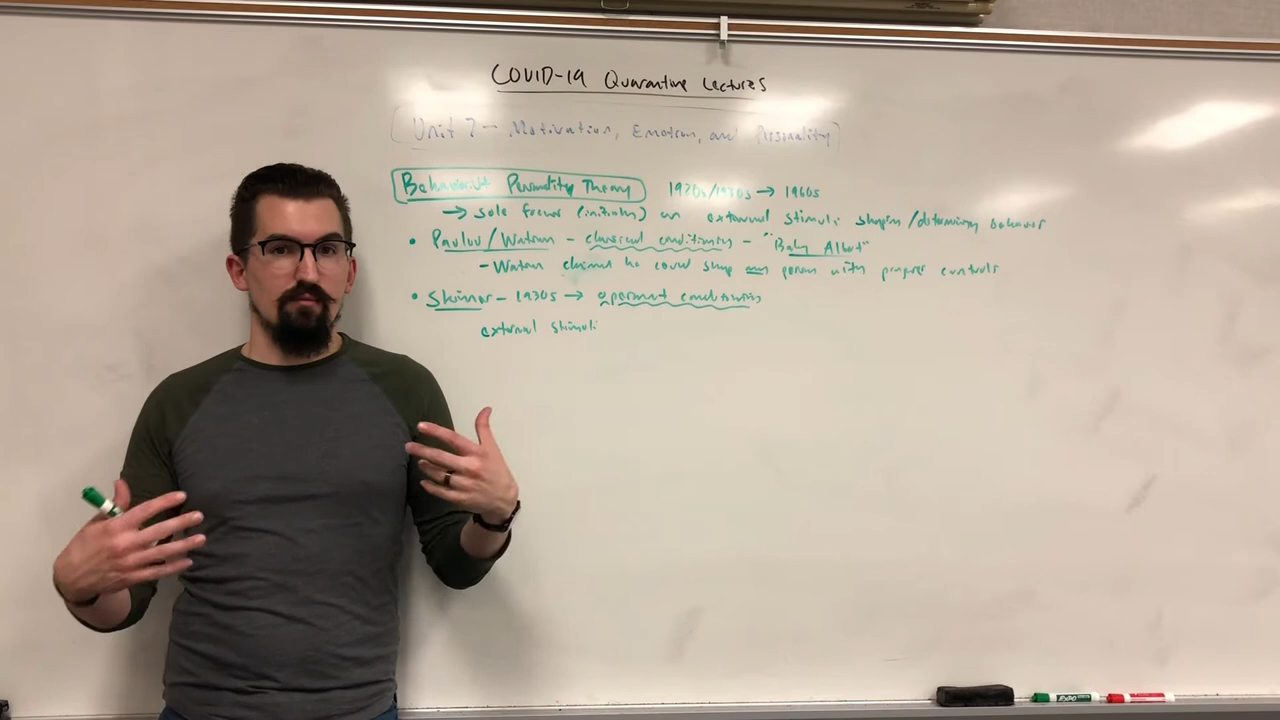 COVID-19 Quarantine Lectures
Unit 7 - Motivation, Emotion, and Personality
Behaviorist Personality Theory 1920s/1930s → 1960s
→ sole focus (initially) on external stimuli shaping/determining behavior
• Pavlov/Watson - classical conditioning - "Baby Albert"
- Watson claimed he could shape any person with proper controls
• Skinner - 1930s → operant conditioning
external stimuli
EXPO